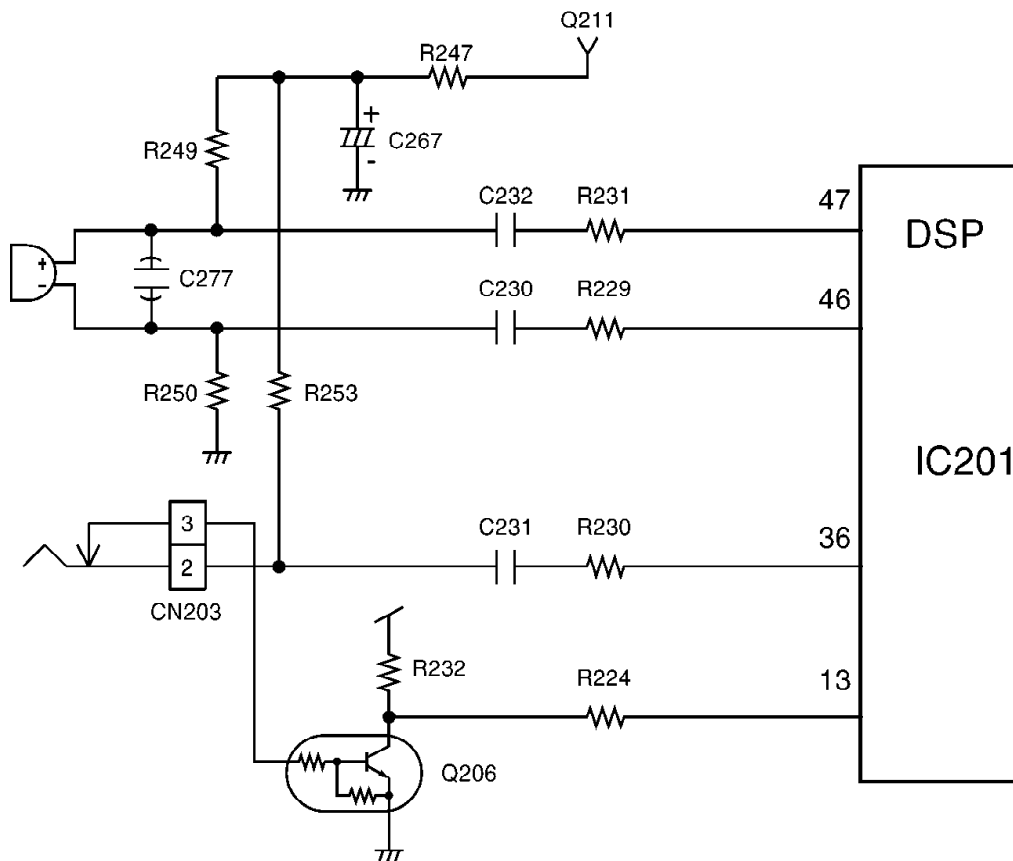 Q211
R247
+
C267
-
R249
C232
R231
47
DSP
+
-
C277
C230
R229
46
R250
R253
IC201
3
2
CN203
C231
R230
36
R232
R224
13
Q206